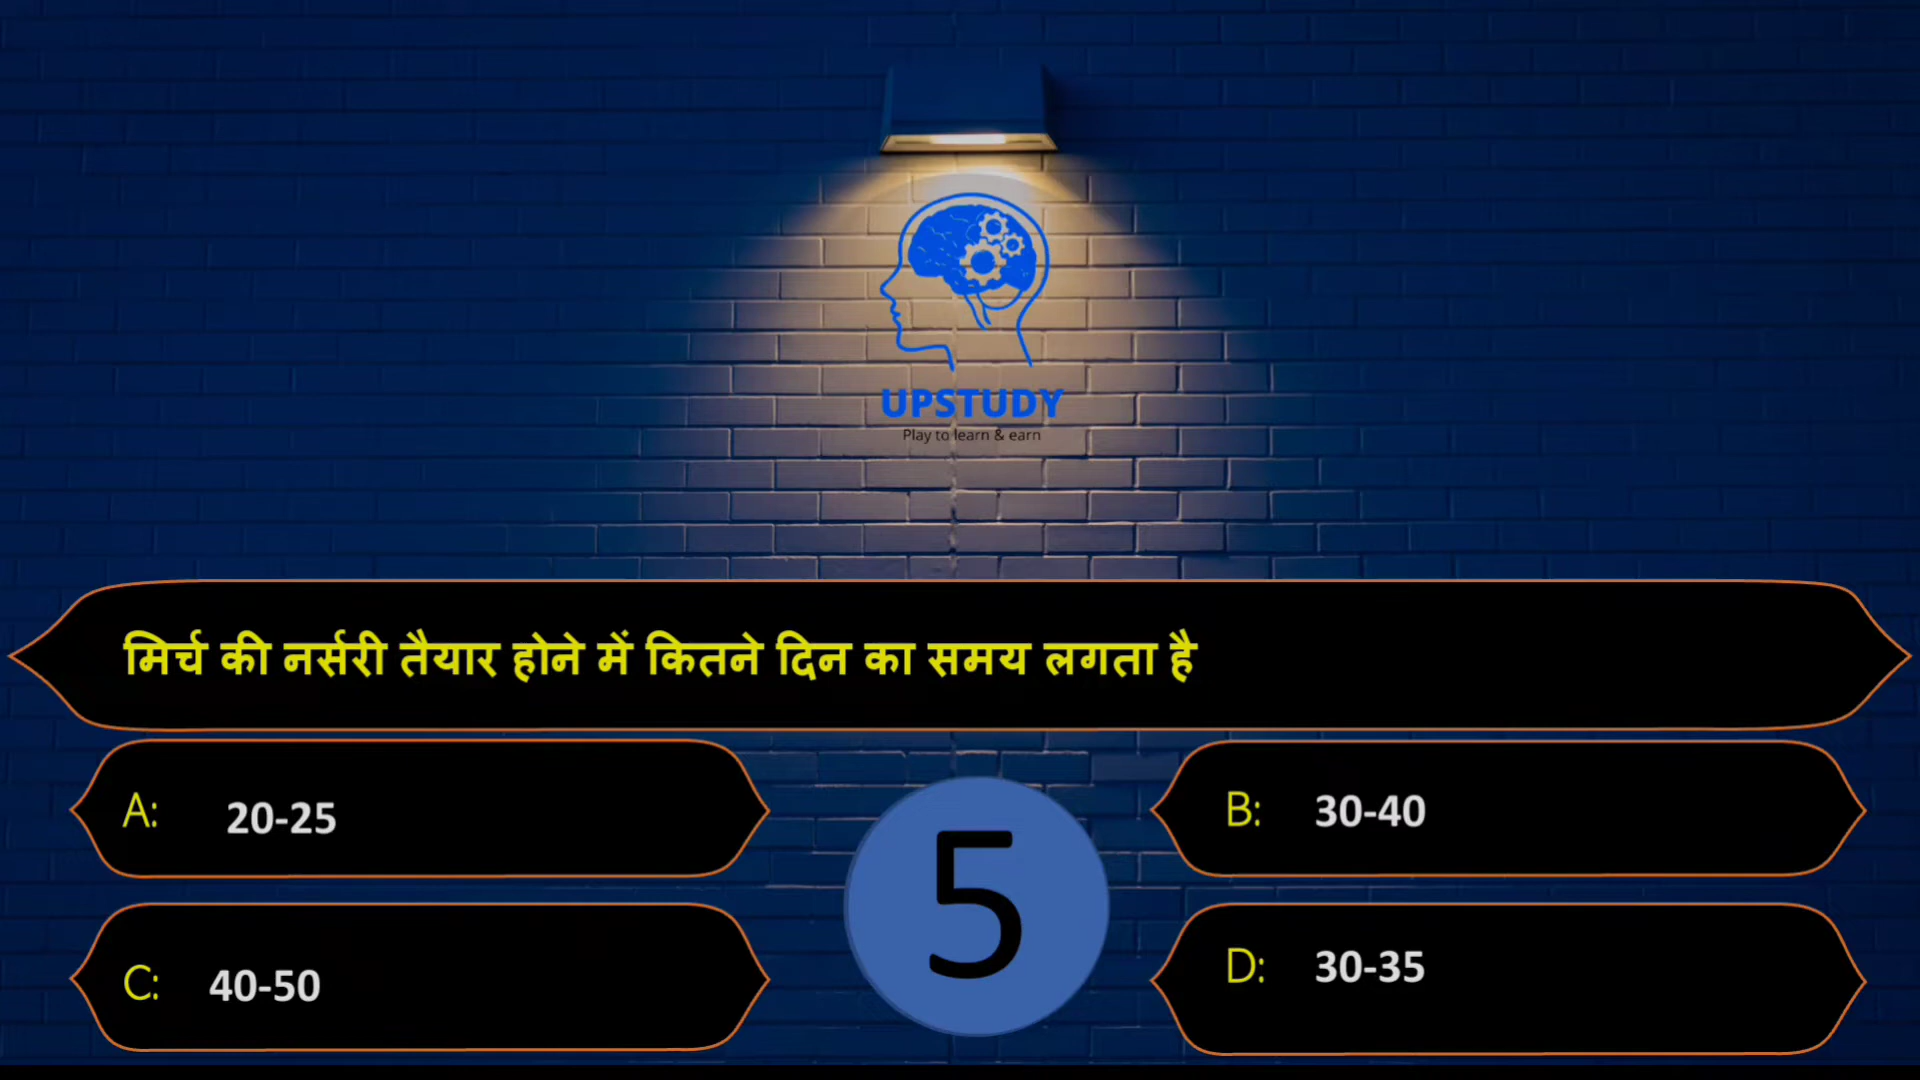 UPSTUDY
Play to learn & earn
मिर्च की नर्सरी तैयार होने में कितने दिन का समय लगता है
A: 20-25
B: 30-40
5
C: 40-50
D: 30-35